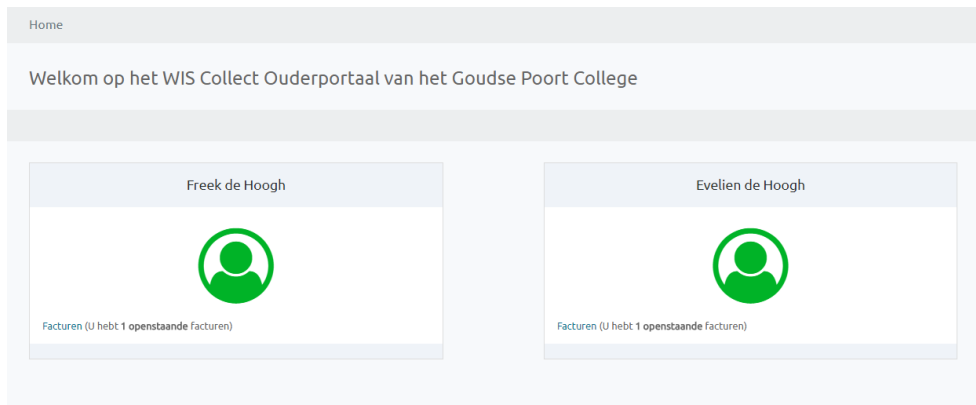 Home
Welkom op het WIS Collect Ouderportaal van het Goudse Poort College
Freek de Hoogh
Facturen (U hebt 1 openstaande facturen)
Evelien de Hoogh
Facturen (U hebt 1 openstaande facturen)